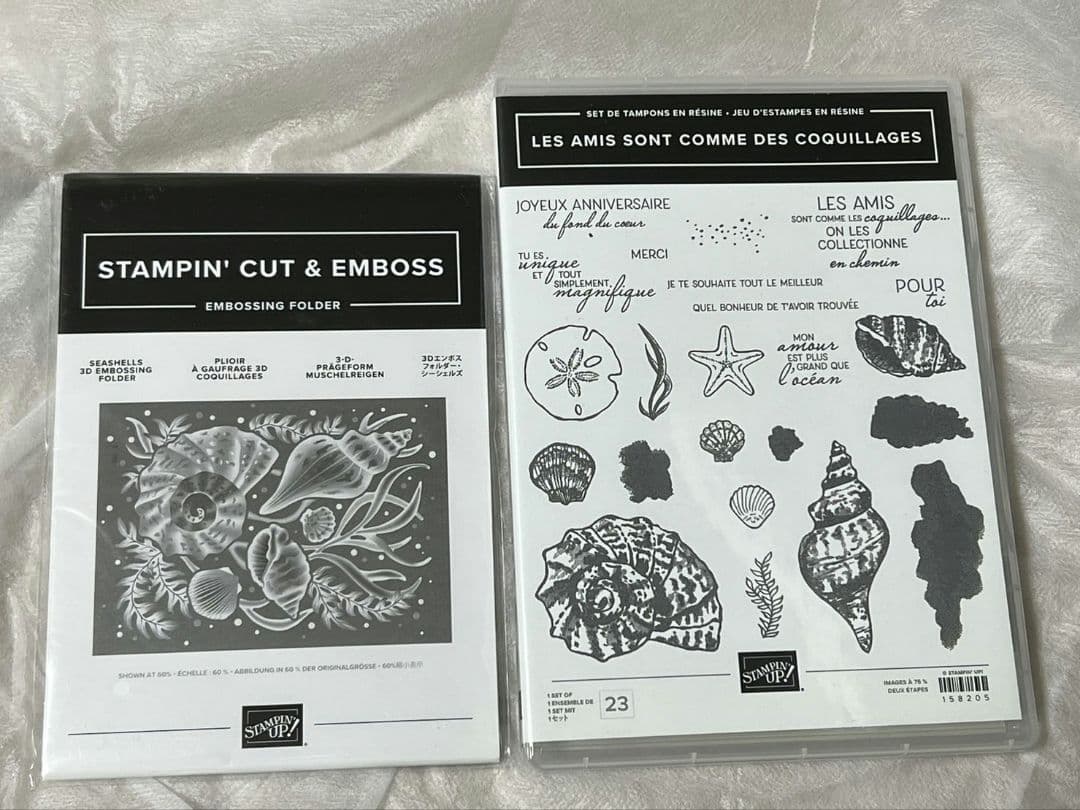 STAMPIN' CUT & EMBOSS
EMBOSSING FOLDER
SEASHELLS
3D EMBOSSING
FOLDER
PLIOIR
À GAUFRAGE 3D
COQUILLAGES
3-D-
PRÄGEFORM
MUSCHELREIGEN
3Dエンボス
フォルダー・
シーシェルズ
SHOWN AT 60% • ÉCHELLE : 60 % • ABBILDUNG IN 60 % DER ORIGINALGRÖSSE • 60%縮小表示
STAMPIN' UP!
SET DE TAMPONS EN RÉSINE • JEU D'ESTAMPES EN RÉSINE
LES AMIS SONT COMME DES COQUILLAGES
JOYEUX ANNIVERSAIRE
du fond du coeur
LES AMIS
SONT COMME LES coquillages...
ON LES
COLLECTIONNE
en chemin
TU ES
unique
ET TOUT
SIMPLEMENT
magnifique
MERCI
JE TE SOUHAITE TOUT LE MEILLEUR
POUR
toi
QUEL BONHEUR DE T'AVOIR TROUVÉE
MON
amour
EST PLUS
GRAND QUE
l'océan
STAMPIN' UP!
1 SET OF
1 ENSEMBLE DE
1 SET MIT
1セット
23
IMAGES À 76 %
DEUX ÉTAPES
© STAMPIN' UP!
158205